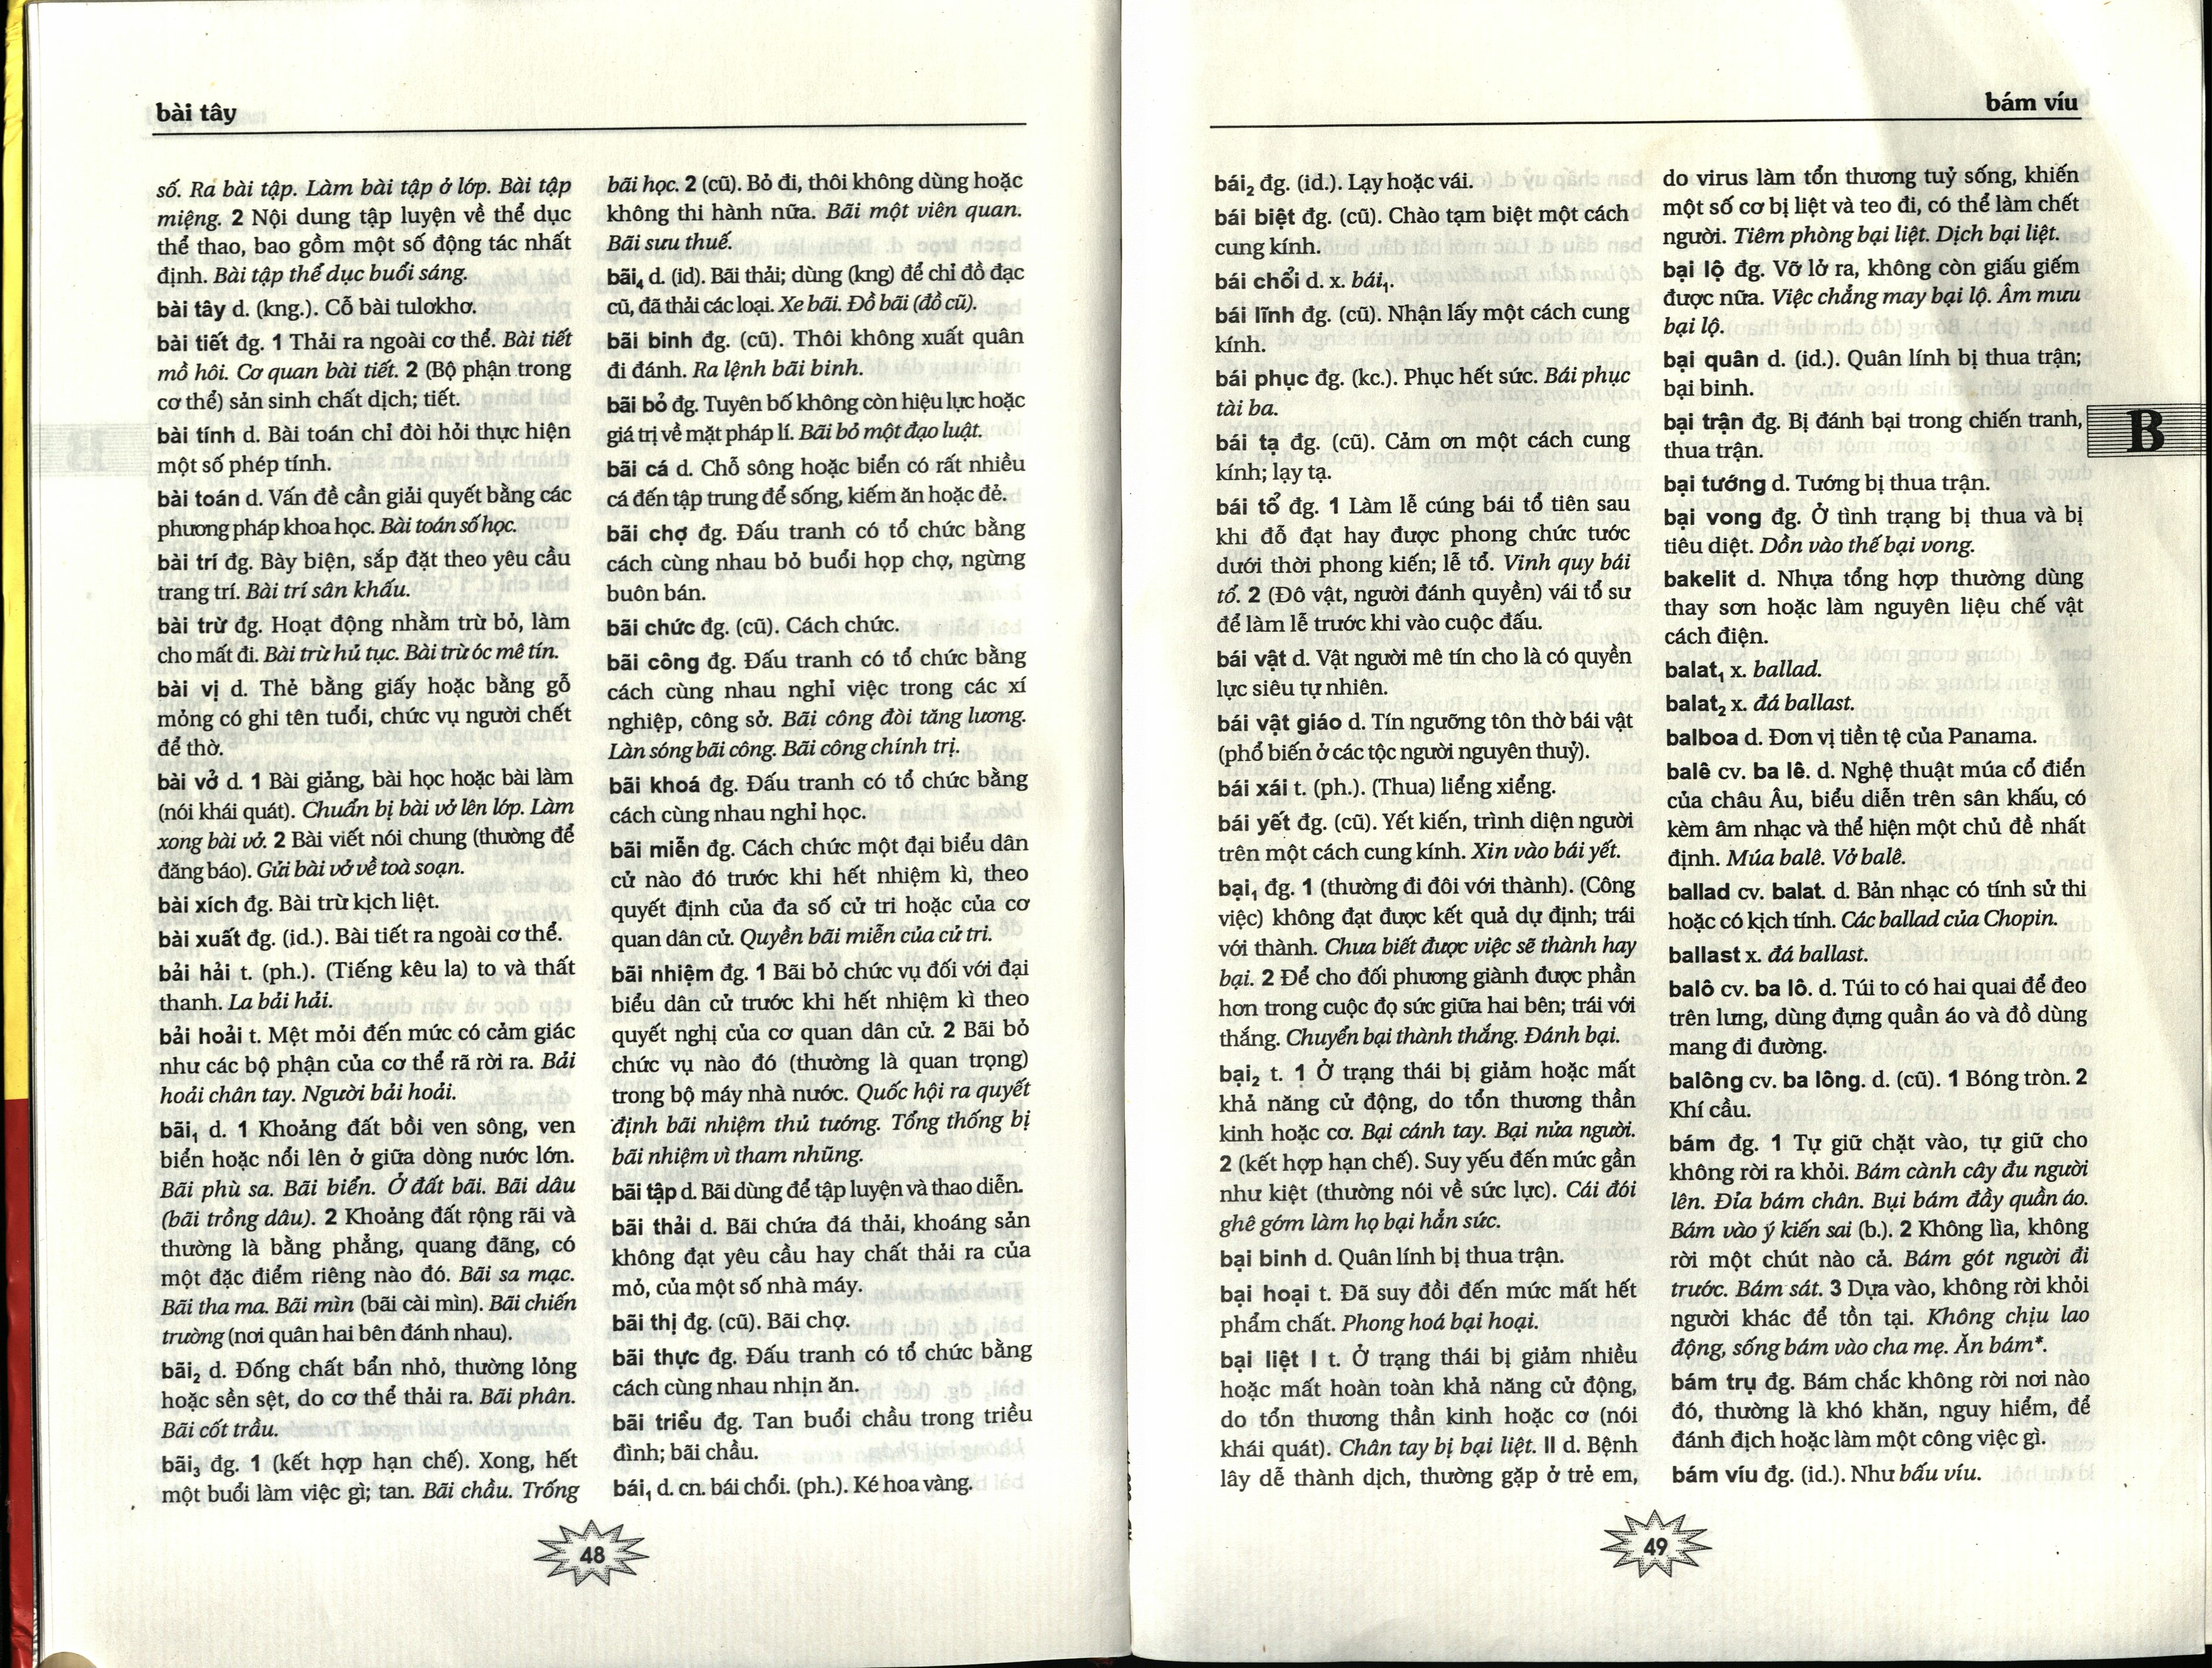 bài tây
số. Ra bài tập. Làm bài tập ở lớp. Bài tập
miệng. 2 Nội dung tập luyện về thể dục
thể thao, bao gồm một số động tác nhất
định. Bài tập thể dục buổi sáng.
bài tây d. (kng.). Cỗ bài tulơkhơ.
bài tiết đg. 1 Thải ra ngoài cơ thể. Bài tiết
mồ hôi. Cơ quan bài tiết. 2 (Bộ phận trong
cơ thể) sản sinh chất dịch; tiết.
bài tính d. Bài toán chỉ đòi hỏi thực hiện
một số phép tính.
bài toán d. Vấn đề cần giải quyết bằng các
phương pháp khoa học. Bài toán số học.
bài trí đg. Bày biện, sắp đặt theo yêu cầu
trang trí. Bài trí sân khấu.
bài trừ đg. Hoạt động nhằm trừ bỏ, làm
cho mất đi. Bài trừ hủ tục. Bài trừ óc mê tín.
bài vị d. Thẻ bằng giấy hoặc bằng gỗ
mỏng có ghi tên tuổi, chức vụ người chết
để thờ.
bài vở d. 1 Bài giảng, bài học hoặc bài làm
(nói khái quát). Chuẩn bị bài vở lên lớp. Làm
xong bài vở. 2 Bài viết nói chung (thường để
đăng báo). Gửi bài vở về toà soạn.
bài xích đg. Bài trừ kịch liệt.
bài xuất đg. (id.). Bài tiết ra ngoài cơ thể.
bải hải t. (ph.). (Tiếng kêu la) to và thất
thanh. La bải hải.
bải hoải t. Mệt mỏi đến mức có cảm giác
như các bộ phận của cơ thể rã rời ra. Bải
hoải chân tay. Người bải hoải.
bãi₁ d. 1 Khoảng đất bồi ven sông, ven
biển hoặc nổi lên ở giữa dòng nước lớn.
Bãi phù sa. Bãi biển. Ở đất bãi. Bãi dâu
(bãi trồng dâu). 2 Khoảng đất rộng rãi và
thường là bằng phẳng, quang đãng, có
một đặc điểm riêng nào đó. Bãi sa mạc.
Bãi tha ma. Bãi mìn (bãi cài mìn). Bãi chiến
trường (nơi quân hai bên đánh nhau).
bãi₂ d. Đống chất bẩn nhỏ, thường lỏng
hoặc sền sệt, do cơ thể thải ra. Bãi phân.
Bãi cốt trầu.
bãi₃ đg. 1 (kết hợp hạn chế). Xong, hết
một buổi làm việc gì; tan. Bãi chầu. Trống
bãi học. 2 (cũ). Bỏ đi, thôi không dùng hoặc
không thi hành nữa. Bãi một viên quan.
Bãi sưu thuế.
bãi₄ d. (id). Bãi thải; dùng (kng) để chỉ đồ đạc
cũ, đã thải các loại. Xe bãi. Đồ bãi (đồ cũ).
bãi binh đg. (cũ). Thôi không xuất quân
đi đánh. Ra lệnh bãi binh.
bãi bỏ đg. Tuyên bố không còn hiệu lực hoặc
giá trị về mặt pháp lí. Bãi bỏ một đạo luật.
bãi cá d. Chỗ sông hoặc biển có rất nhiều
cá đến tập trung để sống, kiếm ăn hoặc đẻ.
bãi chợ đg. Đấu tranh có tổ chức bằng
cách cùng nhau bỏ buổi họp chợ, ngừng
buôn bán.
bãi chức đg. (cũ). Cách chức.
bãi công đg. Đấu tranh có tổ chức bằng
cách cùng nhau nghỉ việc trong các xí
nghiệp, công sở. Bãi công đòi tăng lương.
Làn sóng bãi công. Bãi công chính trị.
bãi khoá đg. Đấu tranh có tổ chức bằng
cách cùng nhau nghỉ học.
bãi miễn đg. Cách chức một đại biểu dân
cử nào đó trước khi hết nhiệm kì, theo
quyết định của đa số cử tri hoặc của cơ
quan dân cử. Quyền bãi miễn của cử tri.
bãi nhiệm đg. 1 Bãi bỏ chức vụ đối với đại
biểu dân cử trước khi hết nhiệm kì theo
quyết nghị của cơ quan dân cử. 2 Bãi bỏ
chức vụ nào đó (thường là quan trọng)
trong bộ máy nhà nước. Quốc hội ra quyết
định bãi nhiệm thủ tướng. Tổng thống bị
bãi nhiệm vì tham nhũng.
bãi tập d. Bãi dùng để tập luyện và thao diễn.
bãi thải d. Bãi chứa đá thải, khoáng sản
không đạt yêu cầu hay chất thải ra của
mỏ, của một số nhà máy.
bãi thị đg. (cũ). Bãi chợ.
bãi thực đg. Đấu tranh có tổ chức bằng
cách cùng nhau nhịn ăn.
bãi triều đg. Tan buổi chầu trong triều
đình; bãi chầu.
bái₁ d. cn. bái chổi. (ph.). Ké hoa vàng.
48
bám víu
bái₂ đg. (id.). Lạy hoặc vái.
bái biệt đg. (cũ). Chào tạm biệt một cách
cung kính.
bái chổi d. x. bái₁.
bái lĩnh đg. (cũ). Nhận lấy một cách cung
kính.
bái phục đg. (kc.). Phục hết sức. Bái phục
tài ba.
bái tạ đg. (cũ). Cảm ơn một cách cung
kính; lạy tạ.
bái tổ đg. 1 Làm lễ cúng bái tổ tiên sau
khi đỗ đạt hay được phong chức tước
dưới thời phong kiến; lễ tổ. Vinh quy bái
tổ. 2 (Đô vật, người đánh quyền) vái tổ sư
để làm lễ trước khi vào cuộc đấu.
bái vật d. Vật người mê tín cho là có quyền
lực siêu tự nhiên.
bái vật giáo d. Tín ngưỡng tôn thờ bái vật
(phổ biến ở các tộc người nguyên thuỷ).
bái xái t. (ph.). (Thua) liểng xiểng.
bái yết đg. (cũ). Yết kiến, trình diện người
trên một cách cung kính. Xin vào bái yết.
bại₁ đg. 1 (thường đi đôi với thành). (Công
việc) không đạt được kết quả dự định; trái
với thành. Chưa biết được việc sẽ thành hay
bại. 2 Để cho đối phương giành được phần
hơn trong cuộc đọ sức giữa hai bên; trái với
thắng. Chuyển bại thành thắng. Đánh bại.
bại₂ t. 1 Ở trạng thái bị giảm hoặc mất
khả năng cử động, do tổn thương thần
kinh hoặc cơ. Bại cánh tay. Bại nửa người.
2 (kết hợp hạn chế). Suy yếu đến mức gần
như kiệt (thường nói về sức lực). Cái đói
ghê gớm làm họ bại hẳn sức.
bại binh d. Quân lính bị thua trận.
bại hoại t. Đã suy đồi đến mức mất hết
phẩm chất. Phong hoá bại hoại.
bại liệt I t. Ở trạng thái bị giảm nhiều
hoặc mất hoàn toàn khả năng cử động,
do tổn thương thần kinh hoặc cơ (nói
khái quát). Chân tay bị bại liệt. II d. Bệnh
lây dễ thành dịch, thường gặp ở trẻ em,
do virus làm tổn thương tuỷ sống, khiến
một số cơ bị liệt và teo đi, có thể làm chết
người. Tiêm phòng bại liệt. Dịch bại liệt.
bại lộ đg. Vỡ lở ra, không còn giấu giếm
được nữa. Việc chẳng may bại lộ. Âm mưu
bại lộ.
bại quân d. (id.). Quân lính bị thua trận;
bại binh.
bại trận đg. Bị đánh bại trong chiến tranh,
thua trận.
bại tướng d. Tướng bị thua trận.
bại vong đg. Ở tình trạng bị thua và bị
tiêu diệt. Dồn vào thế bại vong.
bakelit d. Nhựa tổng hợp thường dùng
thay sơn hoặc làm nguyên liệu chế vật
cách điện.
balat₁ x. ballad.
balat₂ x. đá ballast.
balboa d. Đơn vị tiền tệ của Panama.
balê cv. ba lê. d. Nghệ thuật múa cổ điển
của châu Âu, biểu diễn trên sân khấu, có
kèm âm nhạc và thể hiện một chủ đề nhất
định. Múa balê. Vở balê.
ballad cv. balat. d. Bản nhạc có tính sử thi
hoặc có kịch tính. Các ballad của Chopin.
ballast x. đá ballast.
balô cv. ba lô. d. Túi to có hai quai để đeo
trên lưng, dùng đựng quần áo và đồ dùng
mang đi đường.
balông cv. ba lông. d. (cũ). 1 Bóng tròn. 2
Khí cầu.
bám đg. 1 Tự giữ chặt vào, tự giữ cho
không rời ra khỏi. Bám cành cây đu người
lên. Đỉa bám chân. Bụi bám đầy quần áo.
Bám vào ý kiến sai (b.). 2 Không lìa, không
rời một chút nào cả. Bám gót người đi
trước. Bám sát. 3 Dựa vào, không rời khỏi
người khác để tồn tại. Không chịu lao
động, sống bám vào cha mẹ. Ăn bám*.
bám trụ đg. Bám chắc không rời nơi nào
đó, thường là khó khăn, nguy hiểm, để
đánh địch hoặc làm một công việc gì.
bám víu đg. (id.). Như bấu víu.
B
49